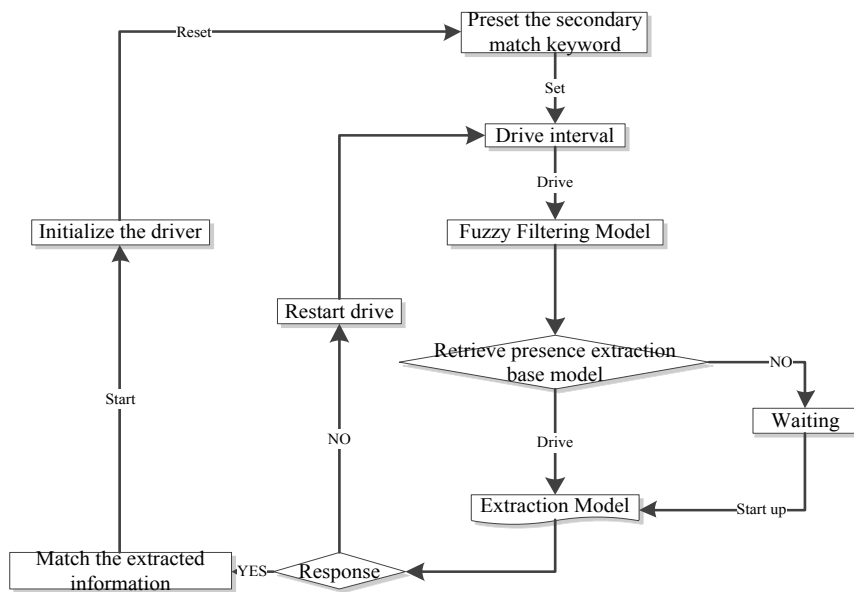 Preset the secondary
match keyword
Reset
Set
Drive interval
Drive
Initialize the driver
Fuzzy Filtering Model
Restart drive
Retrieve presence extraction
base model
NO
Waiting
Start
NO
Drive
Extraction Model
Start up
Match the extracted
information
YES
Response